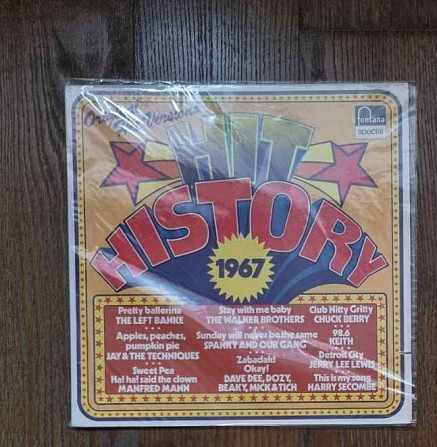 Original Versions
fontana
special
HIT
HISTORY
1967
Pretty ballerina
THE LEFT BANKE
Apples, peaches,
pumpkin pie
JAY & THE TECHNIQUES
Sweet Pea
Ha! ha! said the clown
MANFRED MANN
Stay with me baby
THE WALKER BROTHERS
Sunday will never be the same
SPANKY AND OUR GANG
Zabadak!
Okay!
DAVE DEE, DOZY,
BEAKY, MICK & TICH
Club Nitty Gritty
CHUCK BERRY
98.6
KEITH
Detroit City
JERRY LEE LEWIS
This is my song
HARRY SECOMBE